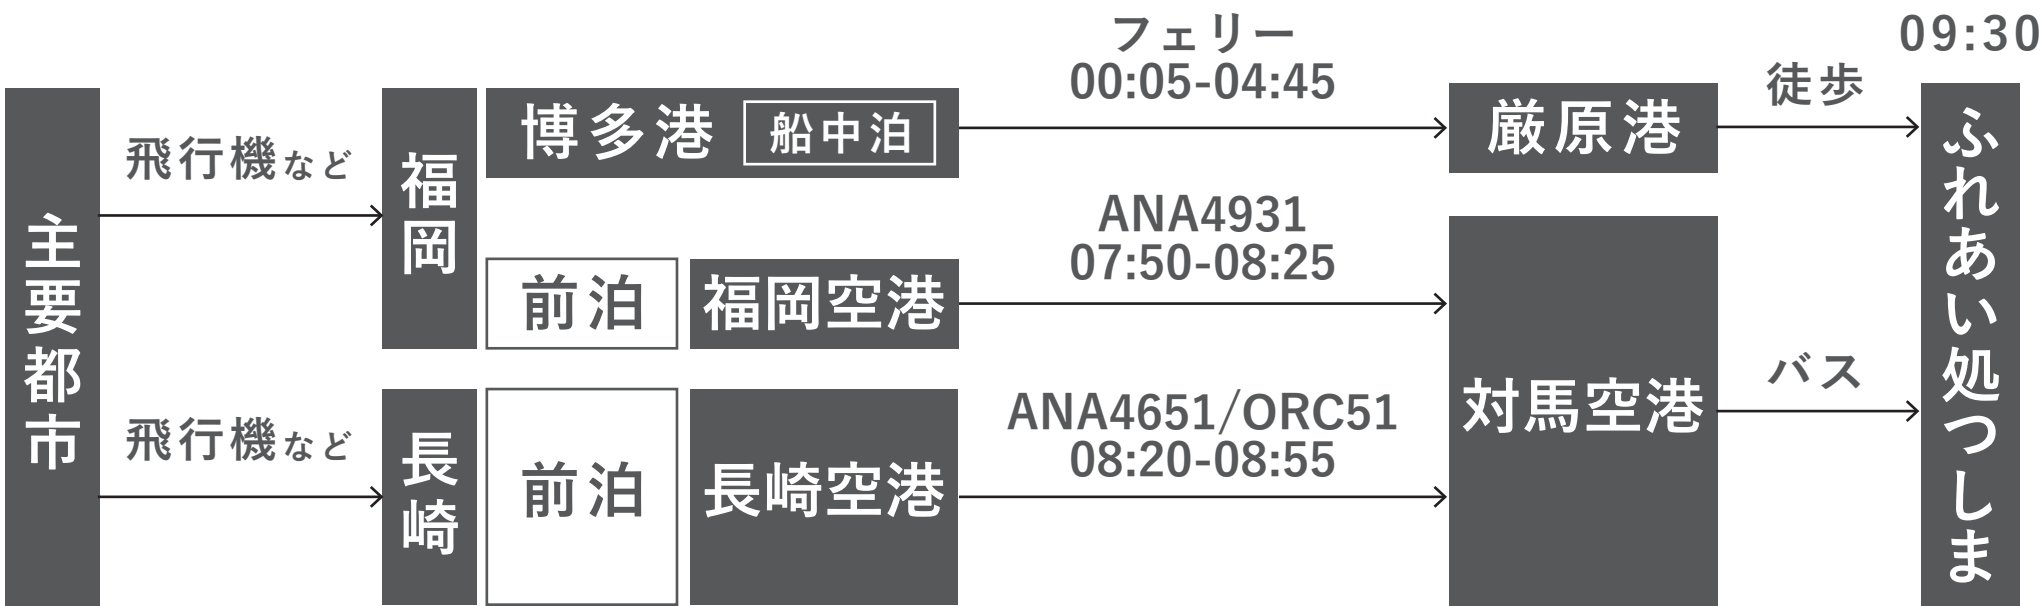 主要都市
飛行機など
飛行機など
福岡
博多港 船中泊
前泊 福岡空港
長崎
前泊 長崎空港
フェリー
00:05-04:45
ANA4931
07:50-08:25
ANA4651/ORC51
08:20-08:55
厳原港
対馬空港
徒歩
バス
09:30
ふれあい処つしま